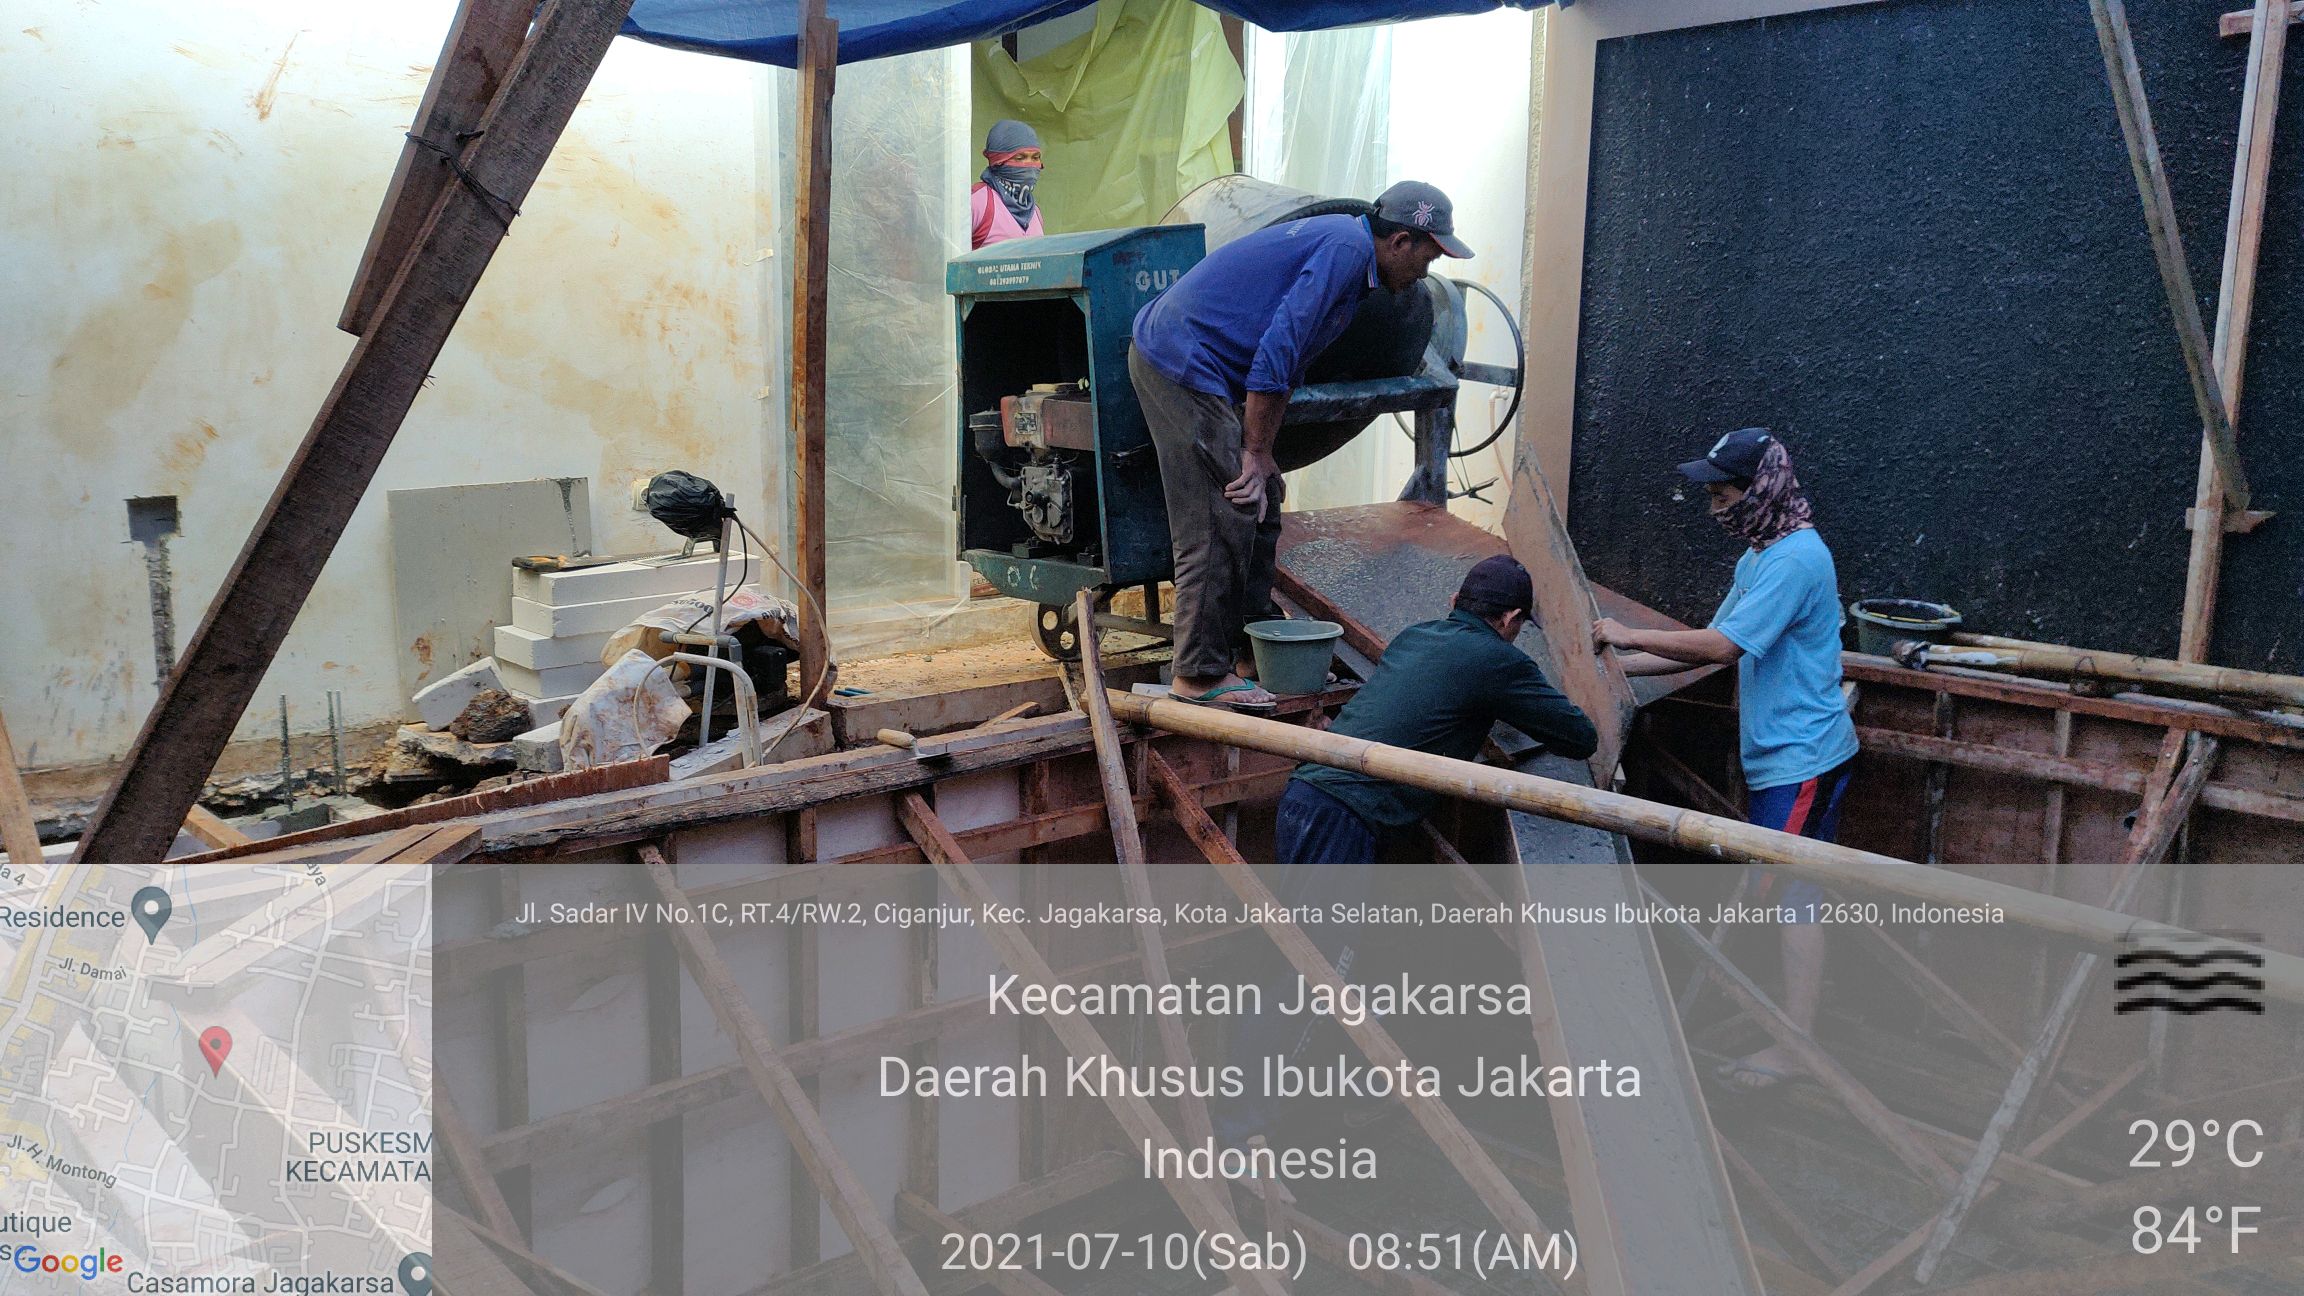 GLOBAL UTAMA TEKNIK
081293997079
GUT
Residence
Jl. Damai
Jl. H. Montong
PUSKESM
KECAMATA
utique
Google
Casamora Jagakarsa
Jl. Sadar IV No.1C, RT.4/RW.2, Ciganjur, Kec. Jagakarsa, Kota Jakarta Selatan, Daerah Khusus Ibukota Jakarta 12630, Indonesia
Kecamatan Jagakarsa
Daerah Khusus Ibukota Jakarta
Indonesia
2021-07-10(Sab) 08:51(AM)
29°C
84°F